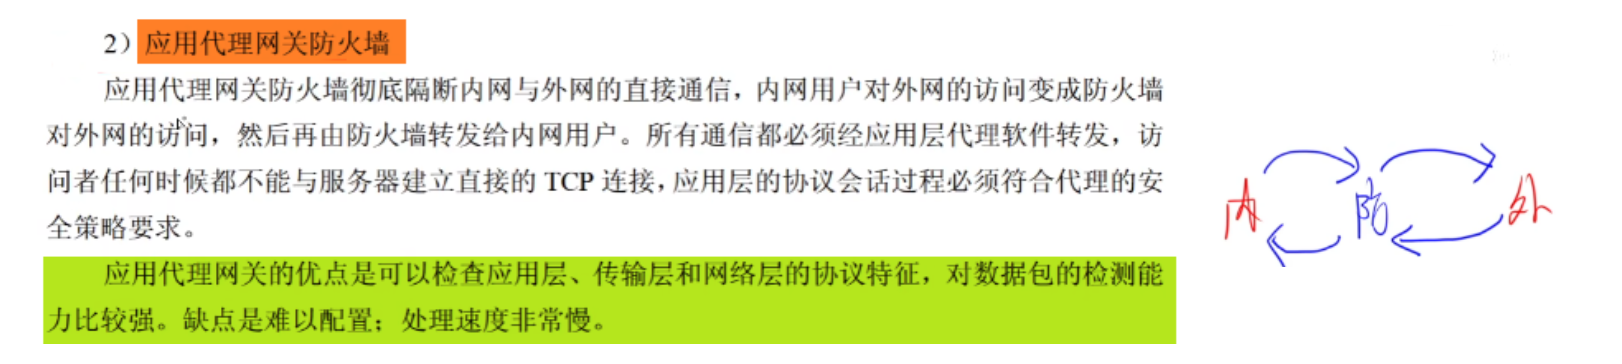 2）应用代理网关防火墙
应用代理网关防火墙彻底隔断内网与外网的直接通信，内网用户对外网的访问变成防火墙
对外网的访问，然后再由防火墙转发给内网用户。所有通信都必须经应用层代理软件转发，访
问者任何时候都不能与服务器建立直接的 TCP 连接，应用层的协议会话过程必须符合代理的安
全策略要求。
内 防 外
应用代理网关的优点是可以检查应用层、传输层和网络层的协议特征，对数据包的检测能
力比较强。缺点是难以配置；处理速度非常慢。